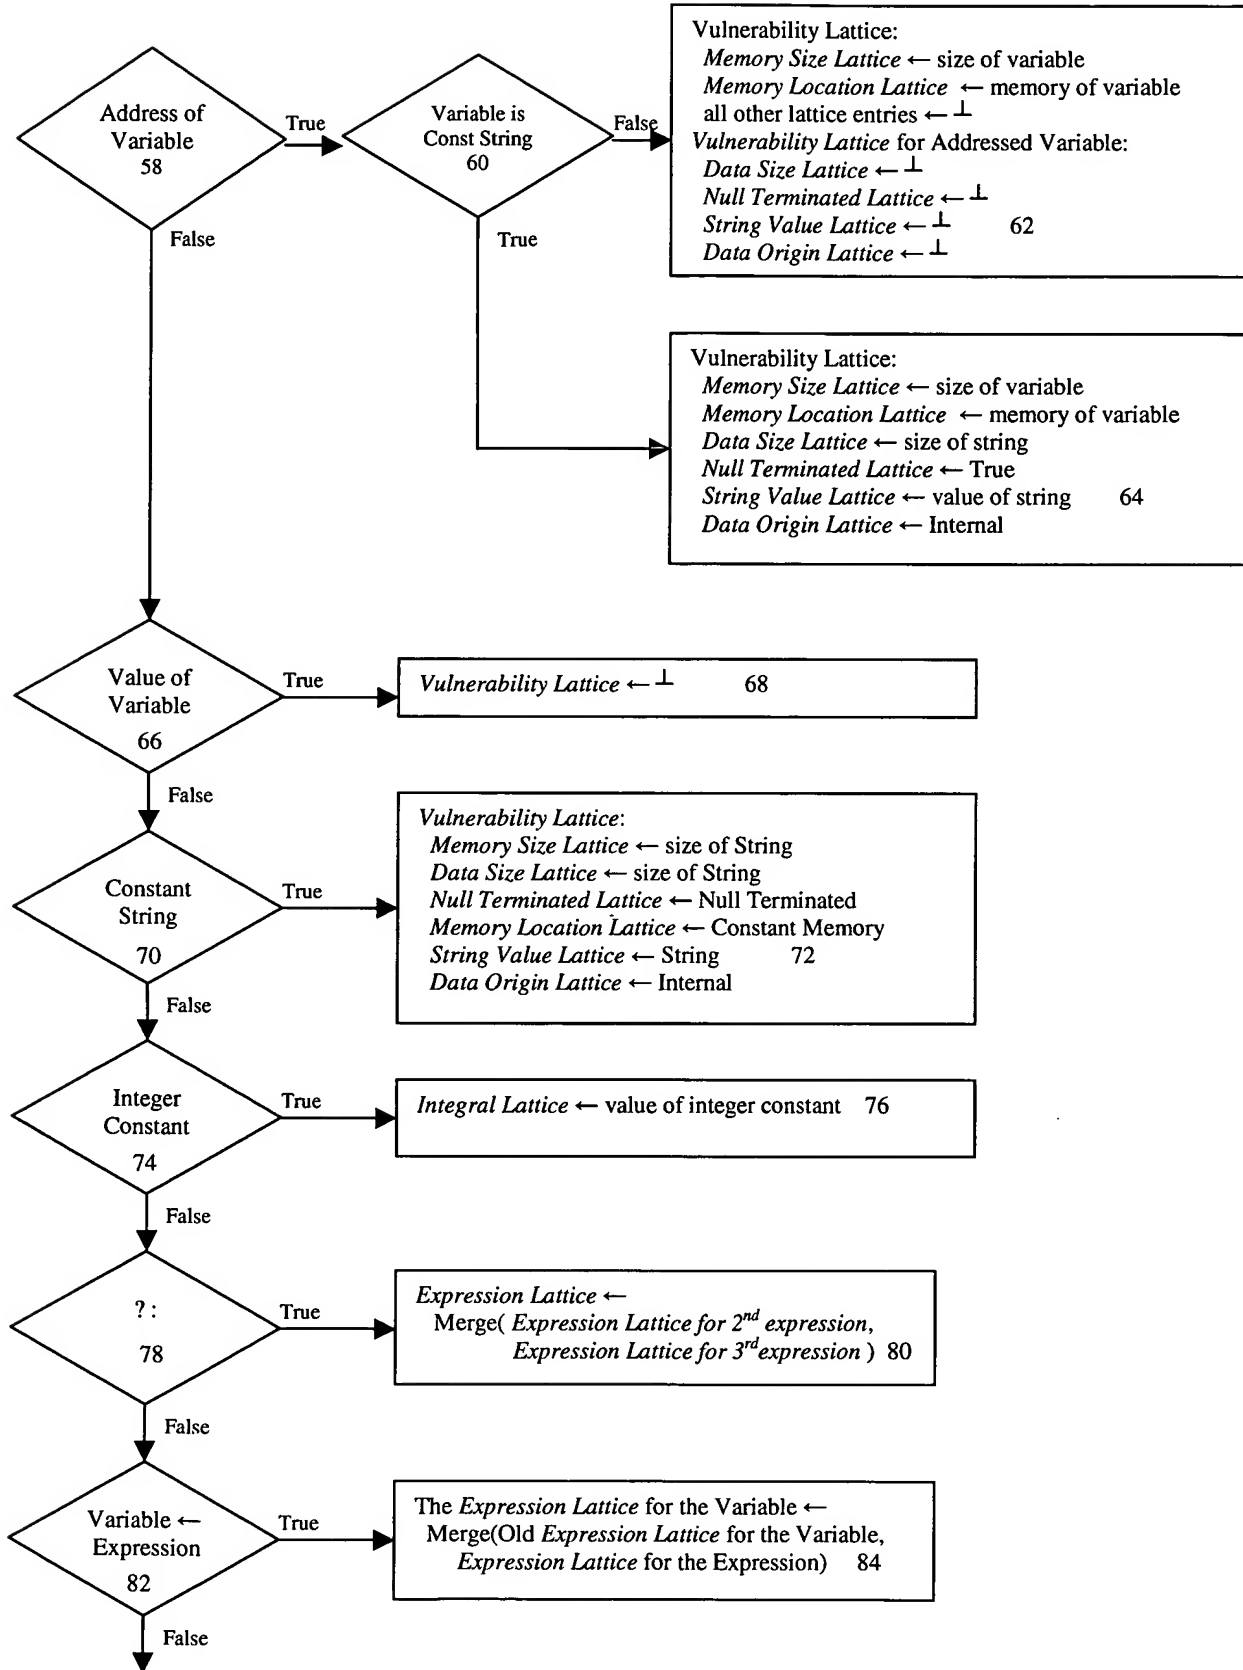 Address of
Variable
58
True
False
Variable is
Const String
60
False
True
Vulnerability Lattice:
Memory Size Lattice ← size of variable
Memory Location Lattice ← memory of variable
all other lattice entries ← ⊥
Vulnerability Lattice for Addressed Variable:
Data Size Lattice ← ⊥
Null Terminated Lattice ← ⊥
String Value Lattice ← ⊥ 62
Data Origin Lattice ← ⊥
Vulnerability Lattice:
Memory Size Lattice ← size of variable
Memory Location Lattice ← memory of variable
Data Size Lattice ← size of string
Null Terminated Lattice ← True
String Value Lattice ← value of string 64
Data Origin Lattice ← Internal
Value of
Variable
66
True
False
Vulnerability Lattice ← ⊥ 68
Constant
String
70
True
False
Vulnerability Lattice:
Memory Size Lattice ← size of String
Data Size Lattice ← size of String
Null Terminated Lattice ← Null Terminated
Memory Location Lattice ← Constant Memory
String Value Lattice ← String 72
Data Origin Lattice ← Internal
Integer
Constant
74
True
False
Integral Lattice ← value of integer constant 76
? :
78
True
False
Expression Lattice ←
Merge( Expression Lattice for 2nd expression,
Expression Lattice for 3rd expression ) 80
Variable ←
Expression
82
True
False
The Expression Lattice for the Variable ←
Merge(Old Expression Lattice for the Variable,
Expression Lattice for the Expression) 84